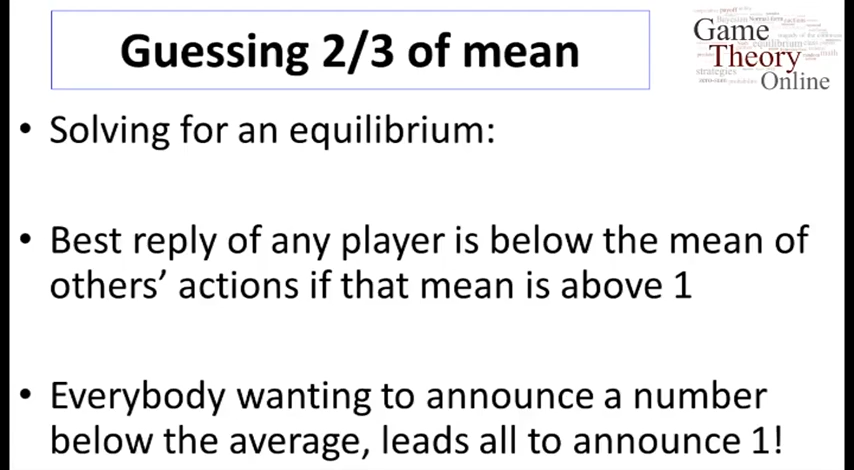 Guessing 2/3 of mean
Game
Theory
Online
• Solving for an equilibrium:
• Best reply of any player is below the mean of
others’ actions if that mean is above 1
• Everybody wanting to announce a number
below the average, leads all to announce 1!